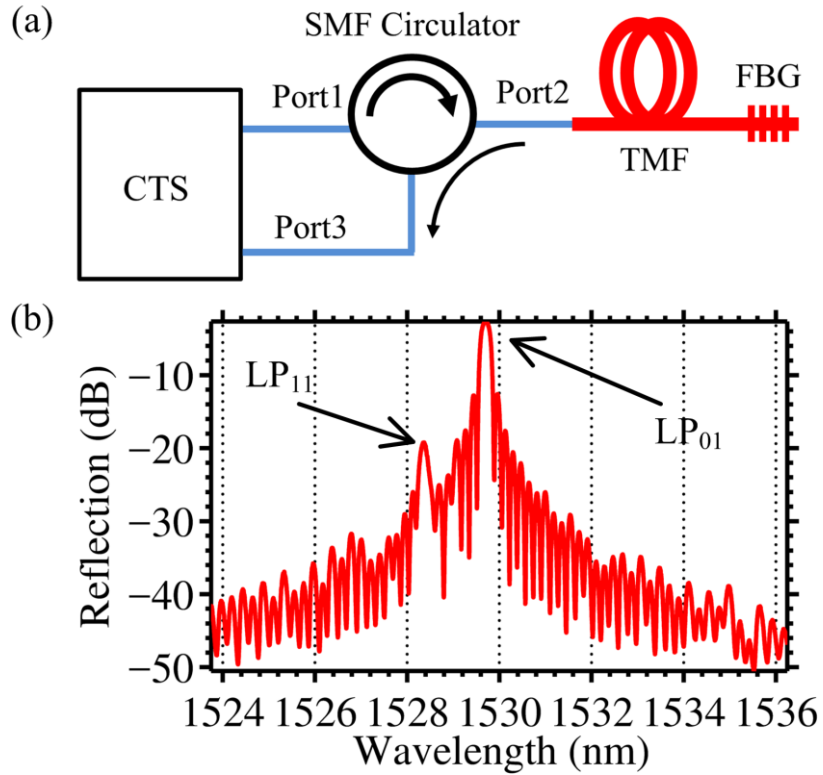 (a)
SMF Circulator
Port1
Port2
FBG
TMF
CTS
Port3
(b)
LP₁₁
LP₀₁
Reflection (dB)
−10
−20
−30
−40
−50
1524 1526 1528 1530 1532 1534 1536
Wavelength (nm)